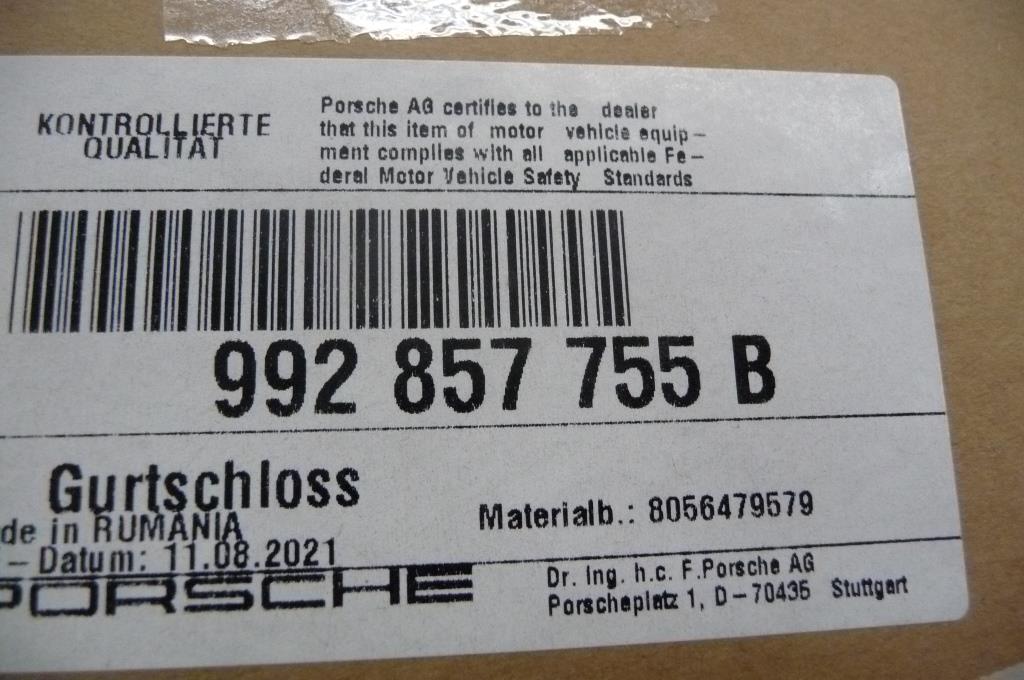 KONTROLLIERTE
QUALITAT
Porsche AG certifies to the dealer
that this item of motor vehicle equip-
ment complies with all applicable Fe-
deral Motor Vehicle Safety Standards
992 857 755 B
Gurtschloss
de in RUMANIA
-Datum: 11.08.2021
Materialb.: 8056479579
PORSCHE
Dr. Ing. h.c. F.Porsche AG
Porscheplatz 1, D-70435 Stuttgart